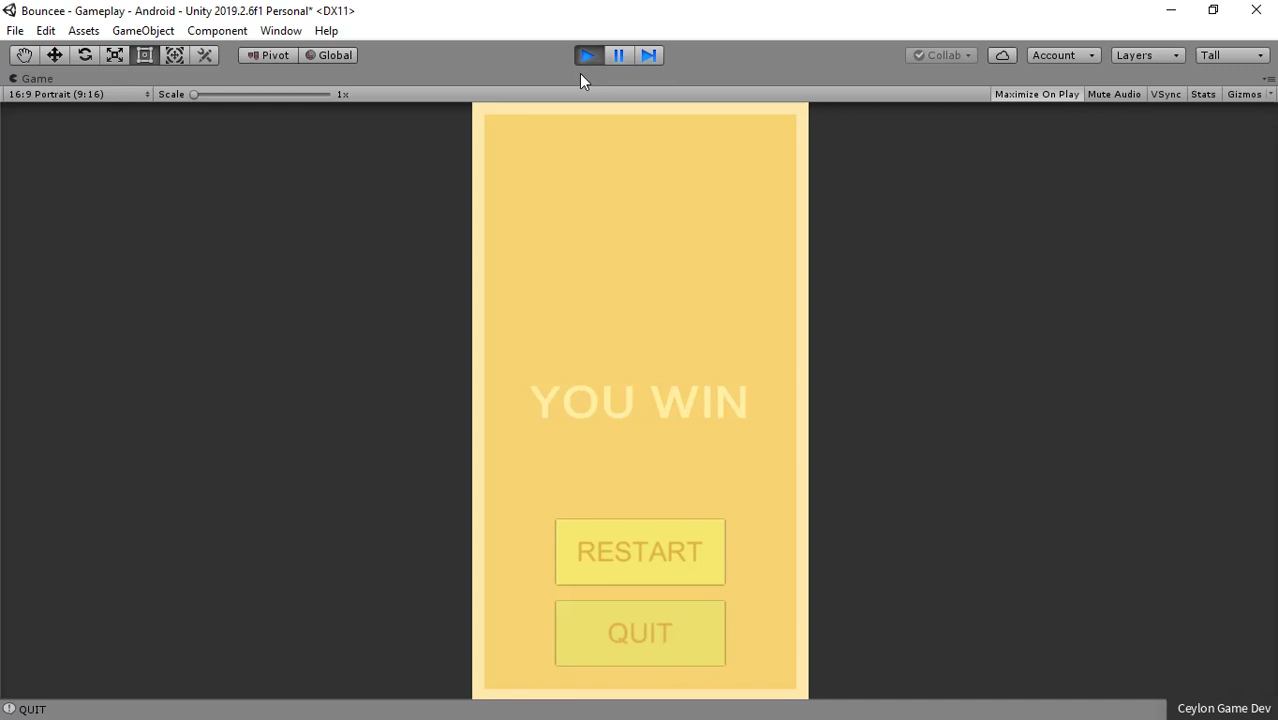 Bouncee - Gameplay - Android - Unity 2019.2.6f1 Personal* <DX11>
File Edit Assets GameObject Component Window Help
Pivot Global Collab Account Layers Tall
Game
16:9 Portrait (9:16) Scale 1x Maximize On Play Mute Audio VSync Stats Gizmos
YOU WIN
RESTART
QUIT
QUIT
Ceylon Game Dev